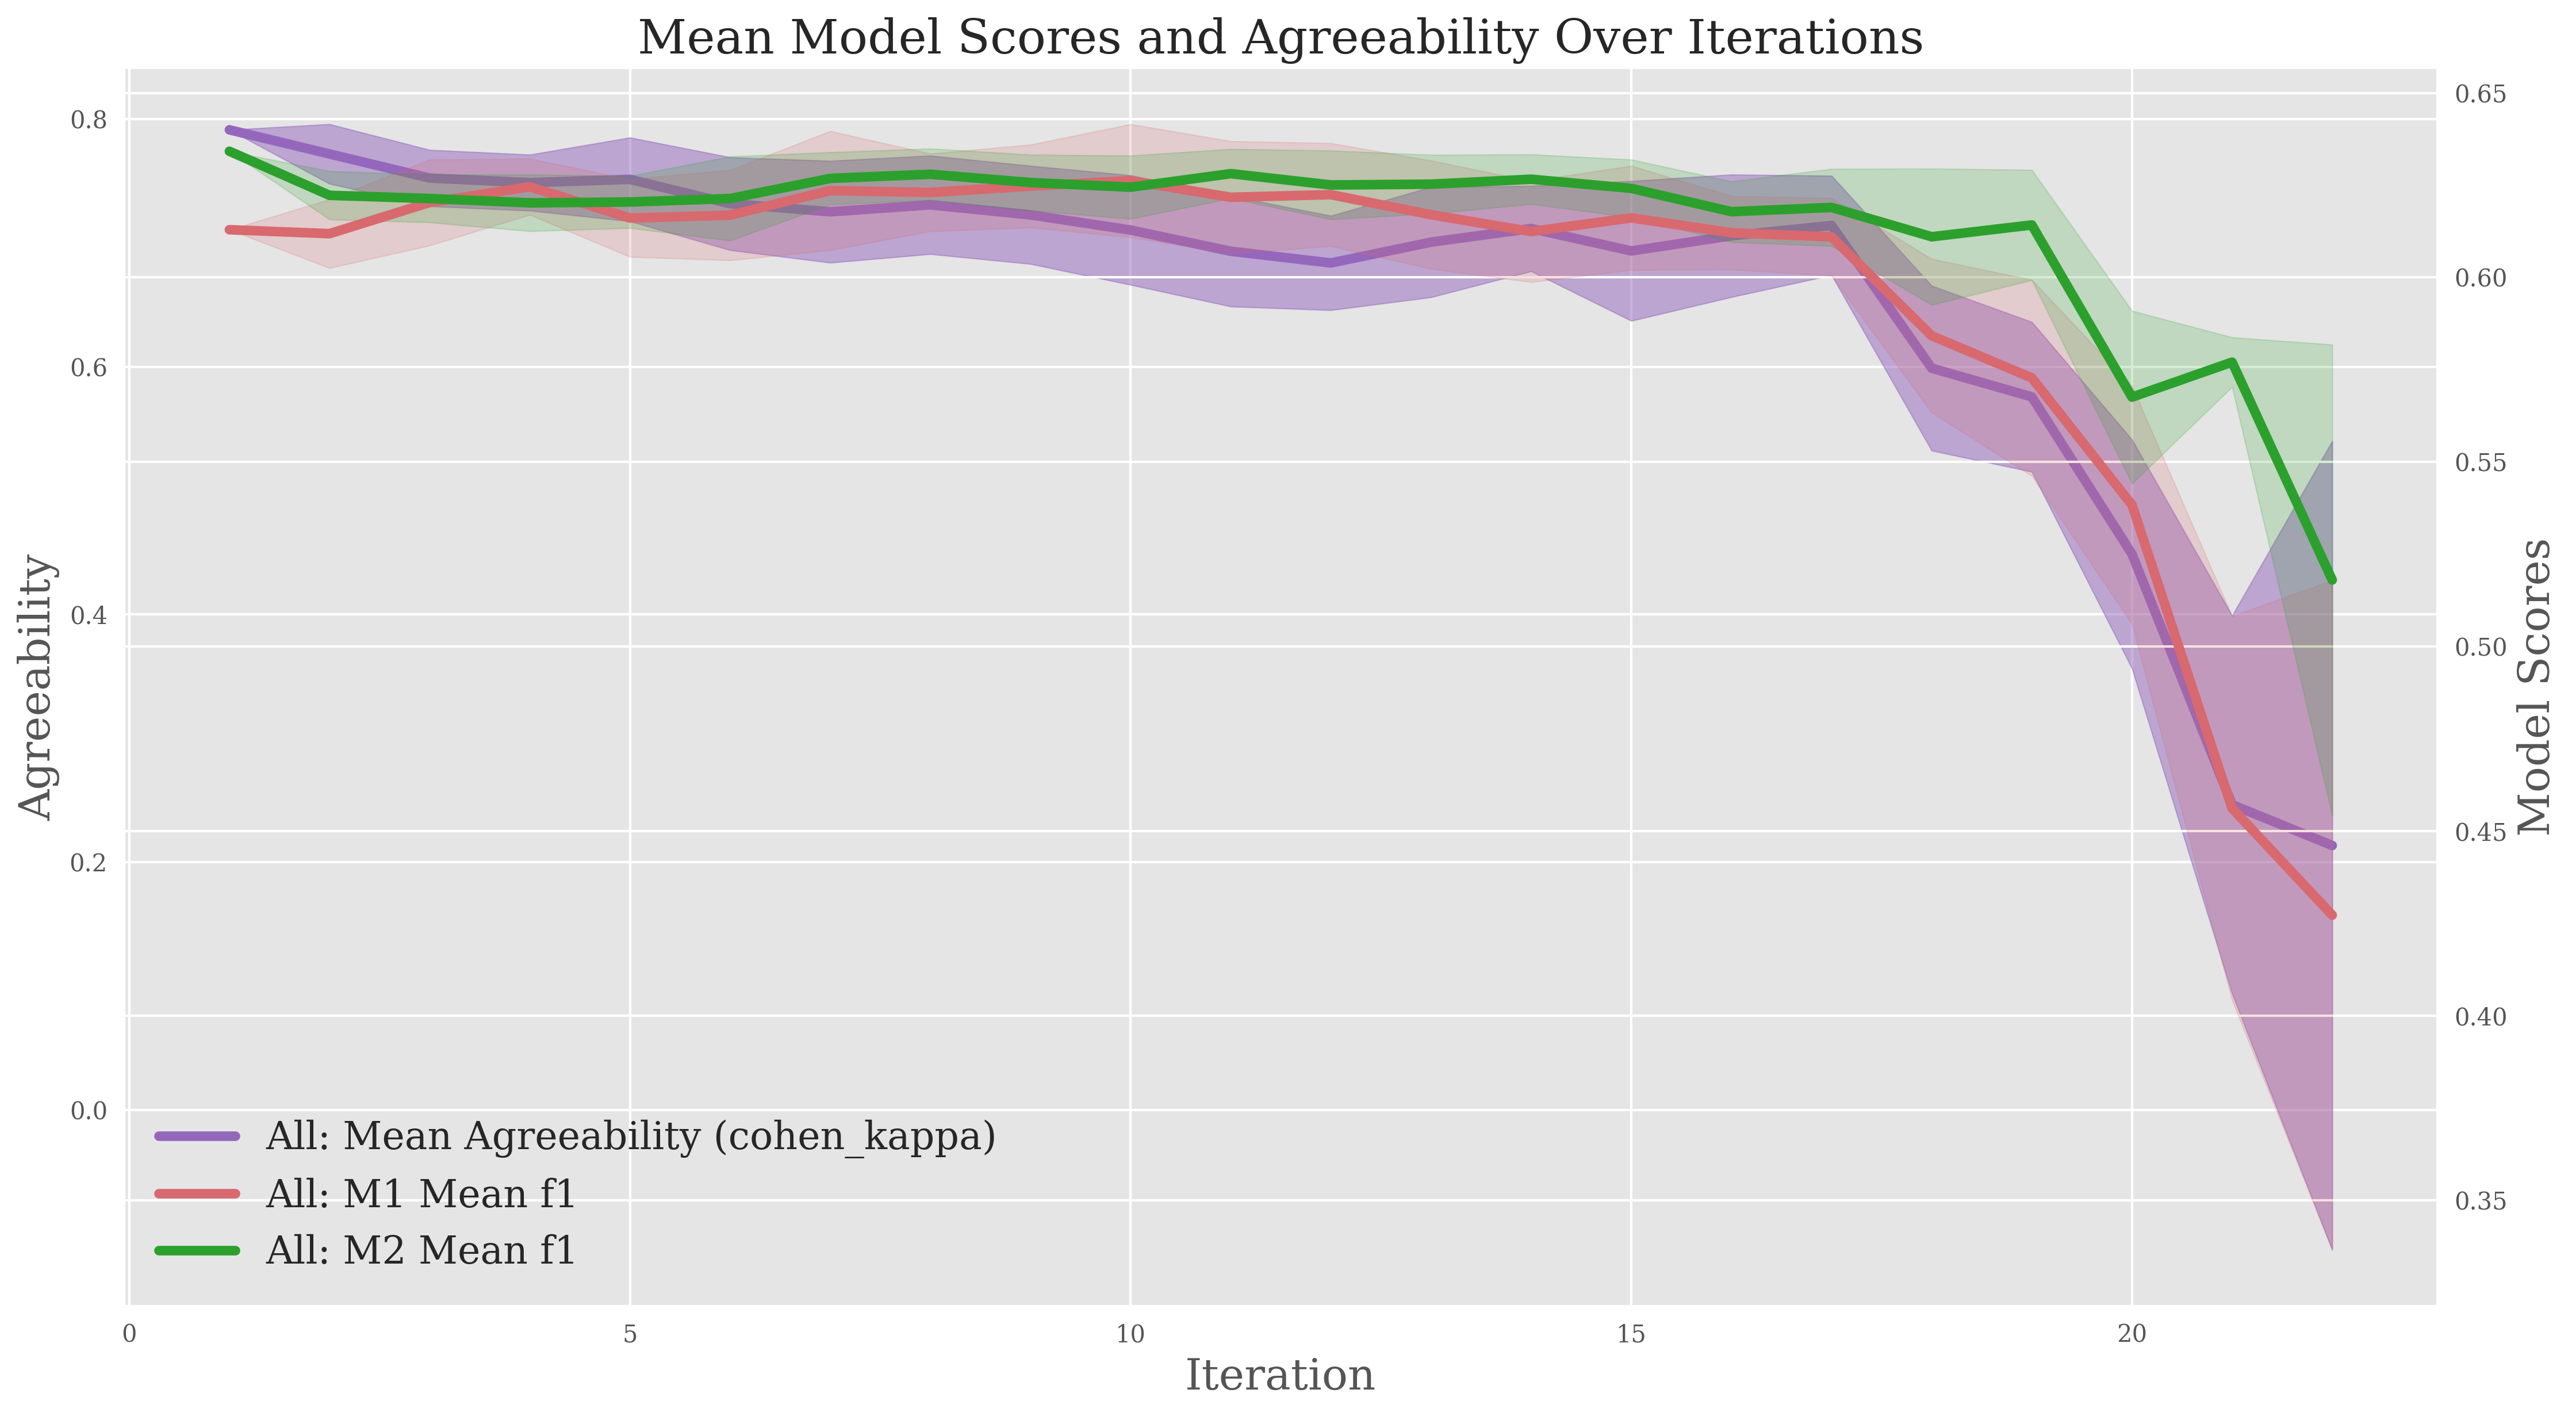 Mean Model Scores and Agreeability Over Iterations
Agreeability
0.8
0.6
0.4
0.2
0.0
0.65
0.60
0.55
0.50
0.45
0.40
0.35
Model Scores
All: Mean Agreeability (cohen_kappa)
All: M1 Mean f1
All: M2 Mean f1
0 5 10 15 20
Iteration